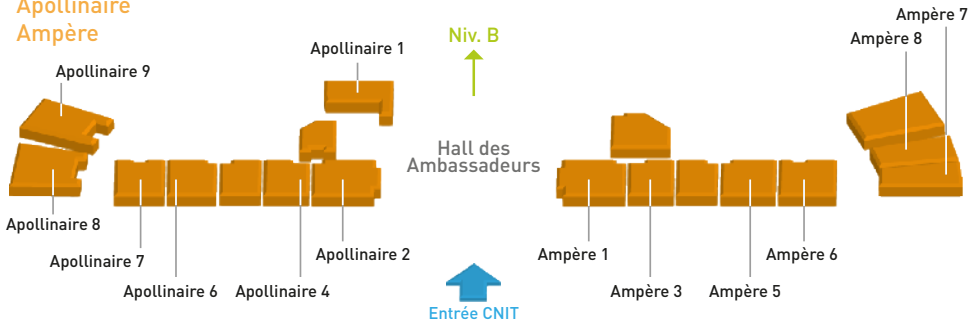 Apollinaire
Ampère
Niv. B
Ampère 7
Ampère 8
Apollinaire 1
Apollinaire 9
Hall des
Ambassadeurs
Apollinaire 8
Apollinaire 7
Apollinaire 2
Ampère 1
Ampère 6
Apollinaire 6
Apollinaire 4
Ampère 3
Ampère 5
Entrée CNIT